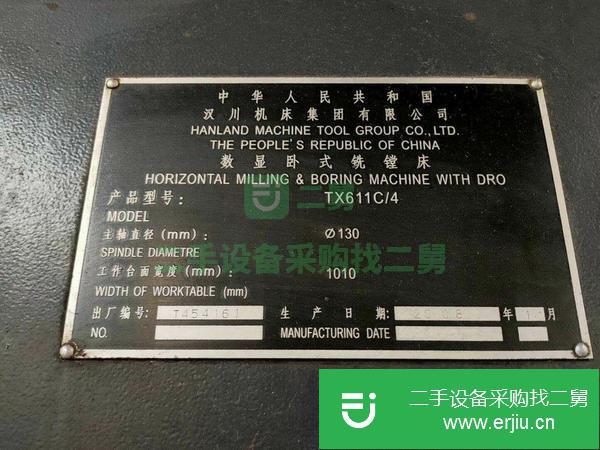 中华人民共和国
汉川机床集团有限公司
HANLAND MACHINE TOOL GROUP CO.,LTD.
THE PEOPLE'S REPUBLIC OF CHINA
数显卧式铣镗床
HORIZONTAL MILLING & BORING MACHINE WITH DRO
产品型号: TX611C/4
MODEL
二舅
主轴直径(mm): Ø130
SPINDLE DIAMETRE
二手设备采购找二舅
工作台面宽度(mm): 1010
WIDTH OF WORKTABLE (mm)
出厂编号: T454161 生产日期: 2008 年 月
NO. MANUFACTURING DATE
二手设备采购找二舅
www.erjiu.cn